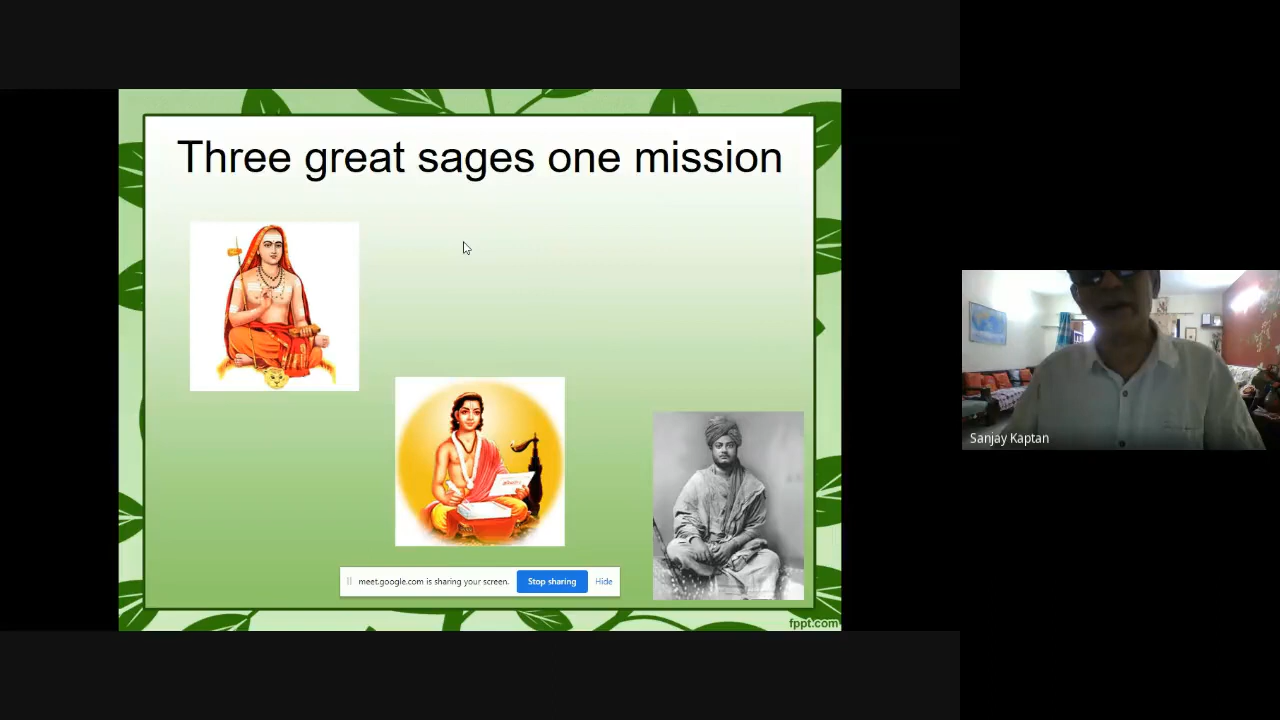 Three great sages one mission
meet.google.com is sharing your screen.
Stop sharing
Hide
fppt.com
Sanjay Kaptan